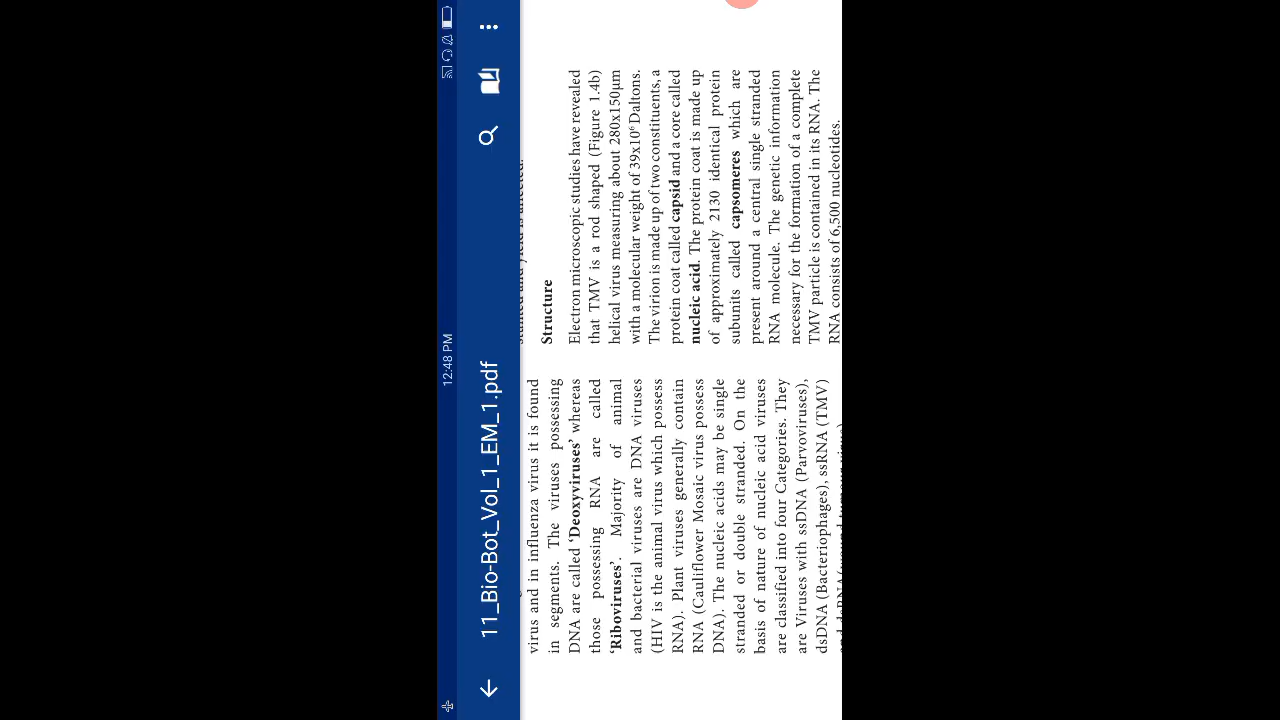 12:48 PM
11_Bio-Bot_Vol_1_EM_1.pdf
virus and in influenza virus it is found
in segments. The viruses possessing
DNA are called ‘Deoxyviruses’ whereas
those possessing RNA are called
‘Riboviruses’. Majority of animal
and bacterial viruses are DNA viruses
(HIV is the animal virus which possess
RNA). Plant viruses generally contain
RNA (Cauliflower Mosaic virus possess
DNA). The nucleic acids may be single
stranded or double stranded. On the
basis of nature of nucleic acid viruses
are classified into four Categories. They
are Viruses with ssDNA (Parvoviruses),
dsDNA (Bacteriophages), ssRNA (TMV)
Structure
Electron microscopic studies have revealed
that TMV is a rod shaped (Figure 1.4b)
helical virus measuring about 280x150µm
with a molecular weight of 39x10⁶ Daltons.
The virion is made up of two constituents, a
protein coat called capsid and a core called
nucleic acid. The protein coat is made up
of approximately 2130 identical protein
subunits called capsomeres which are
present around a central single stranded
RNA molecule. The genetic information
necessary for the formation of a complete
TMV particle is contained in its RNA. The
RNA consists of 6,500 nucleotides.